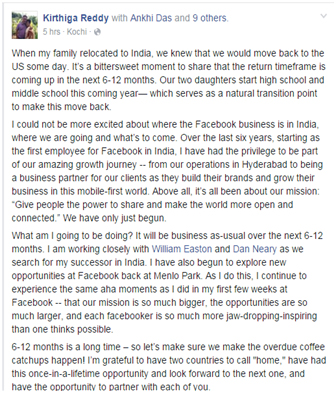 Kirthiga Reddy with Ankhi Das and 9 others.
5 hrs · Kochi ·
When my family relocated to India, we knew that we would move back to the
US some day. It's a bittersweet moment to share that the return timeframe is
coming up in the next 6-12 months. Our two daughters start high school and
middle school this coming year— which serves as a natural transition point
to make this move back.
I could not be more excited about where the Facebook business is in India,
where we are going and what's to come. Over the last six years, starting as
the first employee for Facebook in India, I have had the privilege to be part
of our amazing growth journey -- from our operations in Hyderabad to being
a business partner for our clients as they build their brands and grow their
business in this mobile-first world. Above all, it's all been about our mission:
“Give people the power to share and make the world more open and
connected.” We have only just begun.
What am I going to be doing? It will be business as-usual over the next 6-12
months. I am working closely with William Easton and Dan Neary as we
search for my successor in India. I have also begun to explore new
opportunities at Facebook back at Menlo Park. As I do this, I continue to
experience the same aha moments as I did in my first few weeks at
Facebook -- that our mission is so much bigger, the opportunities are so
much larger, and each facebooker is so much more jaw-dropping-inspiring
than one thinks possible.
6-12 months is a long time – so let's make sure we make the overdue coffee
catchups happen! I'm grateful to have two countries to call "home," have had
this once-in-a-lifetime opportunity and look forward to the next one, and
have the opportunity to partner with each of you.